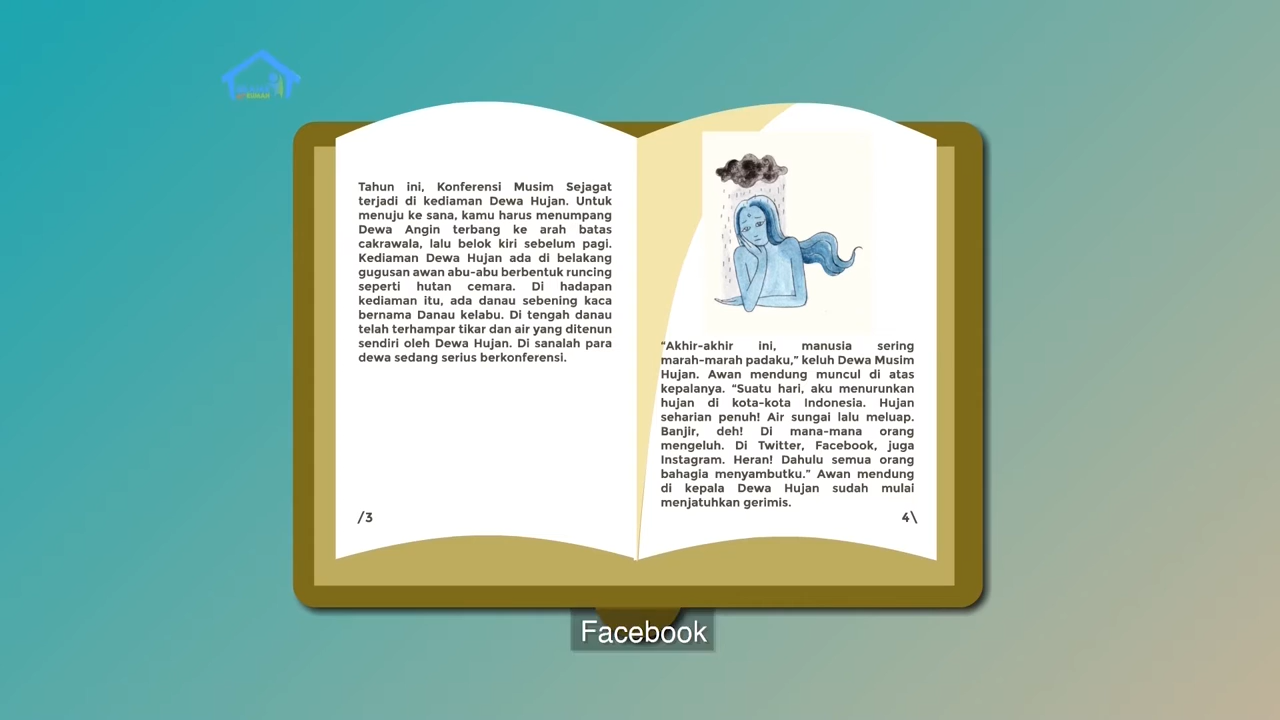 RUMAH
Tahun ini, Konferensi Musim Sejagat
terjadi di kediaman Dewa Hujan. Untuk
menuju ke sana, kamu harus menumpang
Dewa Angin terbang ke arah batas
cakrawala, lalu belok kiri sebelum pagi.
Kediaman Dewa Hujan ada di belakang
gugusan awan abu-abu berbentuk runcing
seperti hutan cemara. Di hadapan
kediaman itu, ada danau sebening kaca
bernama Danau kelabu. Di tengah danau
telah terhampar tikar dan air yang ditenun
sendiri oleh Dewa Hujan. Di sanalah para
dewa sedang serius berkonferensi.
/3
“Akhir-akhir ini, manusia sering
marah-marah padaku,” keluh Dewa Musim
Hujan. Awan mendung muncul di atas
kepalanya. “Suatu hari, aku menurunkan
hujan di kota-kota Indonesia. Hujan
seharian penuh! Air sungai lalu meluap.
Banjir, deh! Di mana-mana orang
mengeluh. Di Twitter, Facebook, juga
Instagram. Heran! Dahulu semua orang
bahagia menyambutku.” Awan mendung
di kepala Dewa Hujan sudah mulai
menjatuhkan gerimis.
4\
Facebook